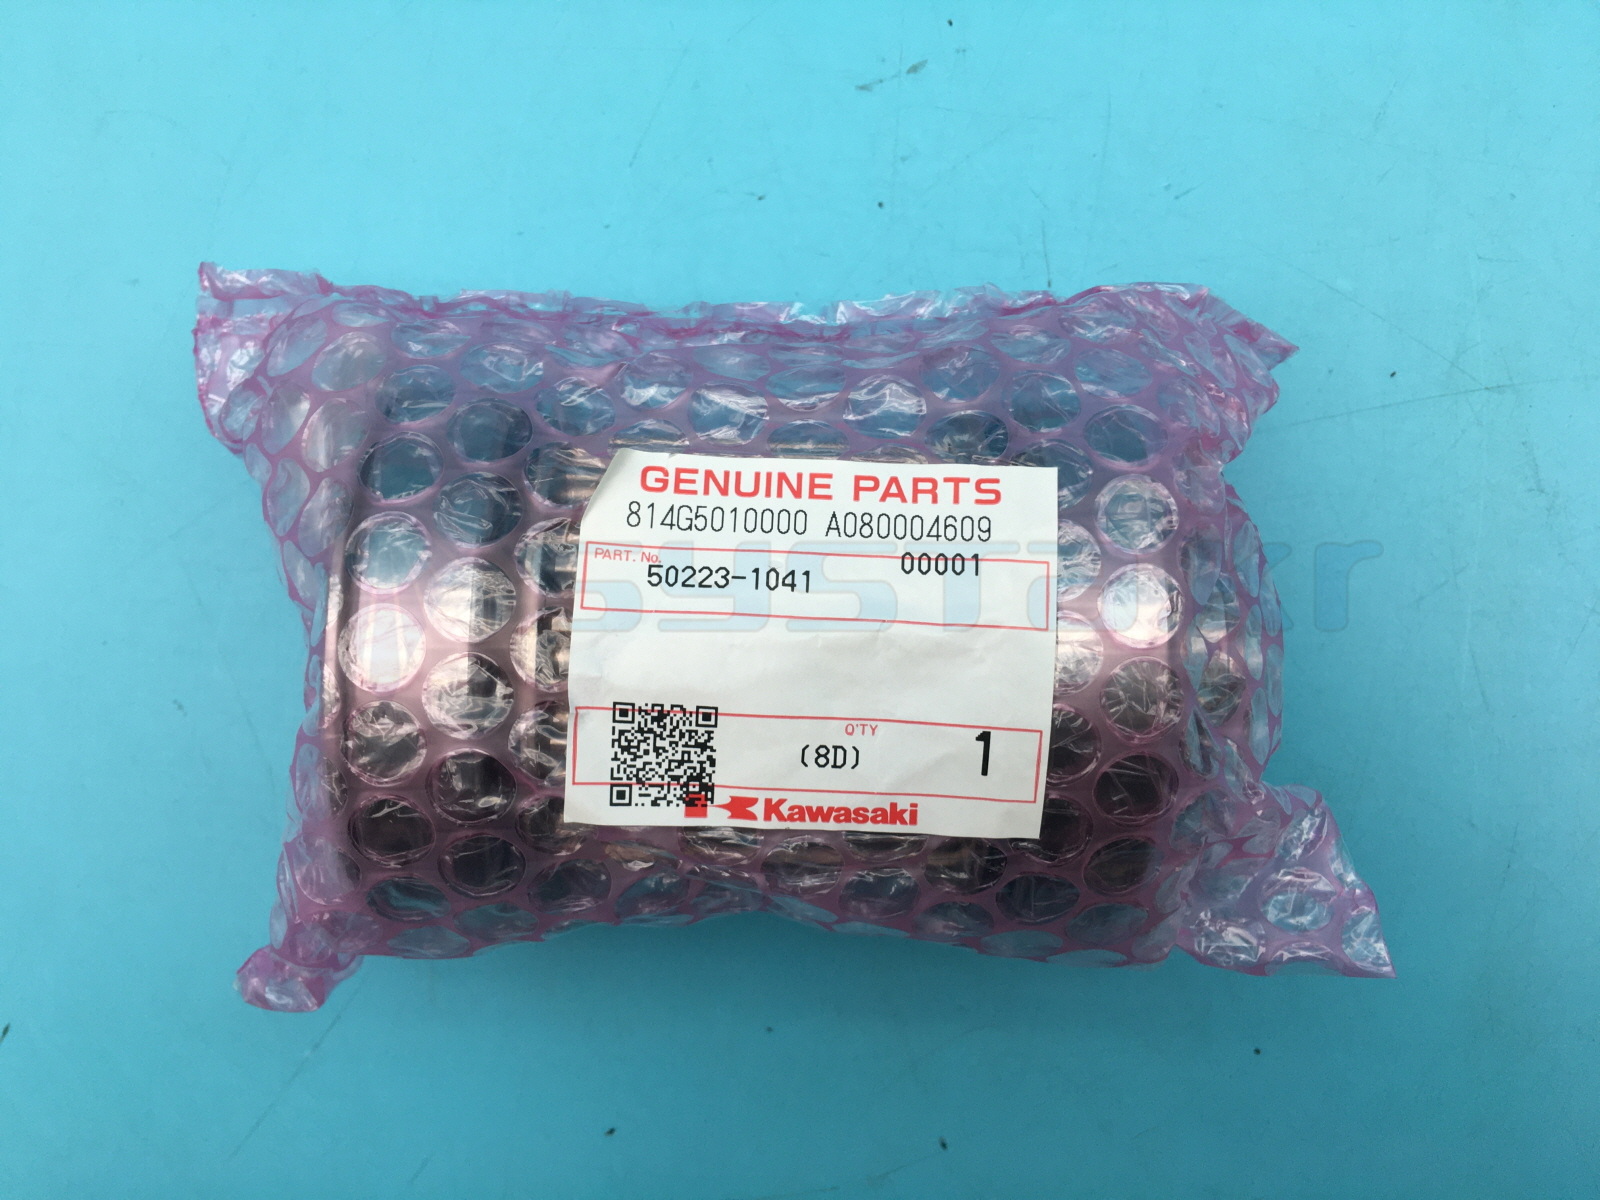 GENUINE PARTS
814G5010000 A080004609
PART. No.
00001
50223-1041
Q'TY
(8D)
1
Kawasaki